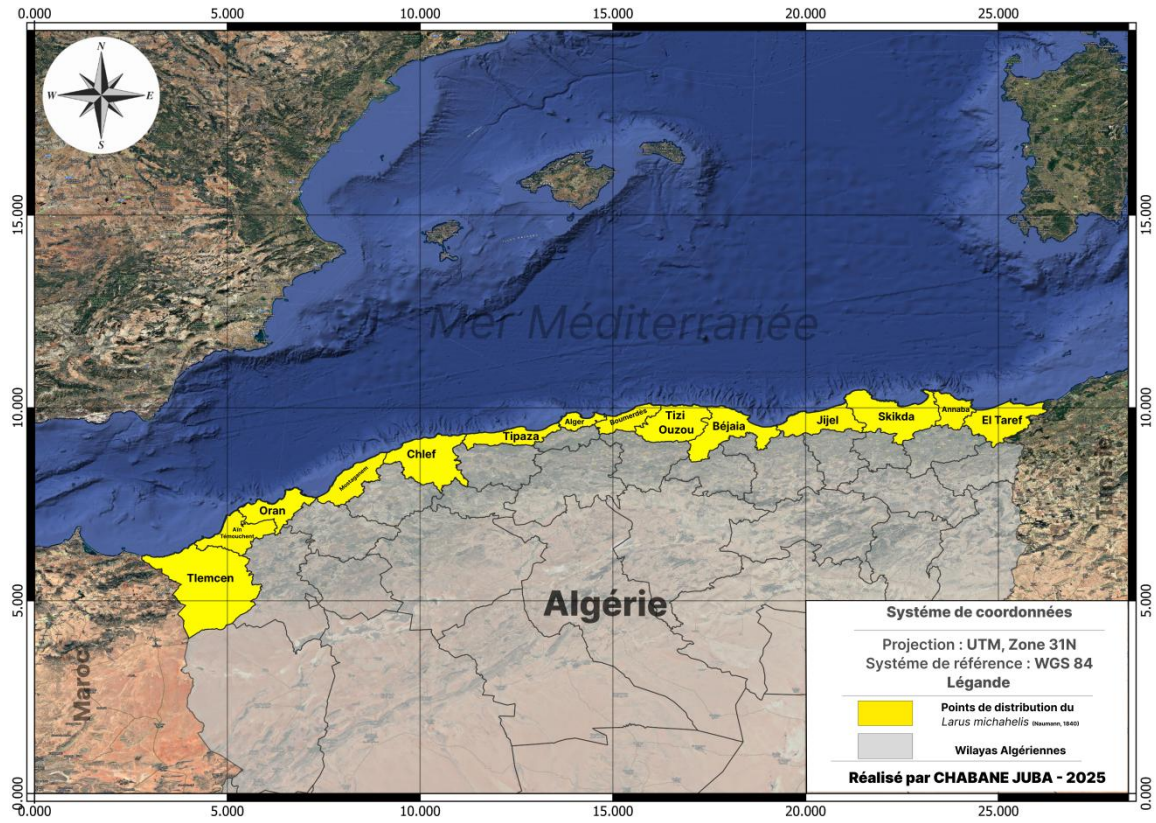 0.000 5.000 10.000 15.000 20.000 25.000
N
W E
S
15.000 15.000
Mer Méditerranée
10.000 10.000
Tlemcen
Ain
Temouchent
Oran
Mostaganem
Chlef
Tipaza
Alger
Boumerdès
Tizi
Ouzou
Béjaia
Jijel
Skikda
Annaba
El Taref
Tunisie
Algérie
Maroc
5.000 5.000
Systéme de coordonnées
Projection : UTM, Zone 31N
Systéme de référence : WGS 84
Légande
Points de distribution du
Larus michahelis (Naumann, 1840)
Wilayas Algériennes
Réalisé par CHABANE JUBA - 2025
0.000 0.000
0.000 5.000 10.000 15.000 20.000 25.000